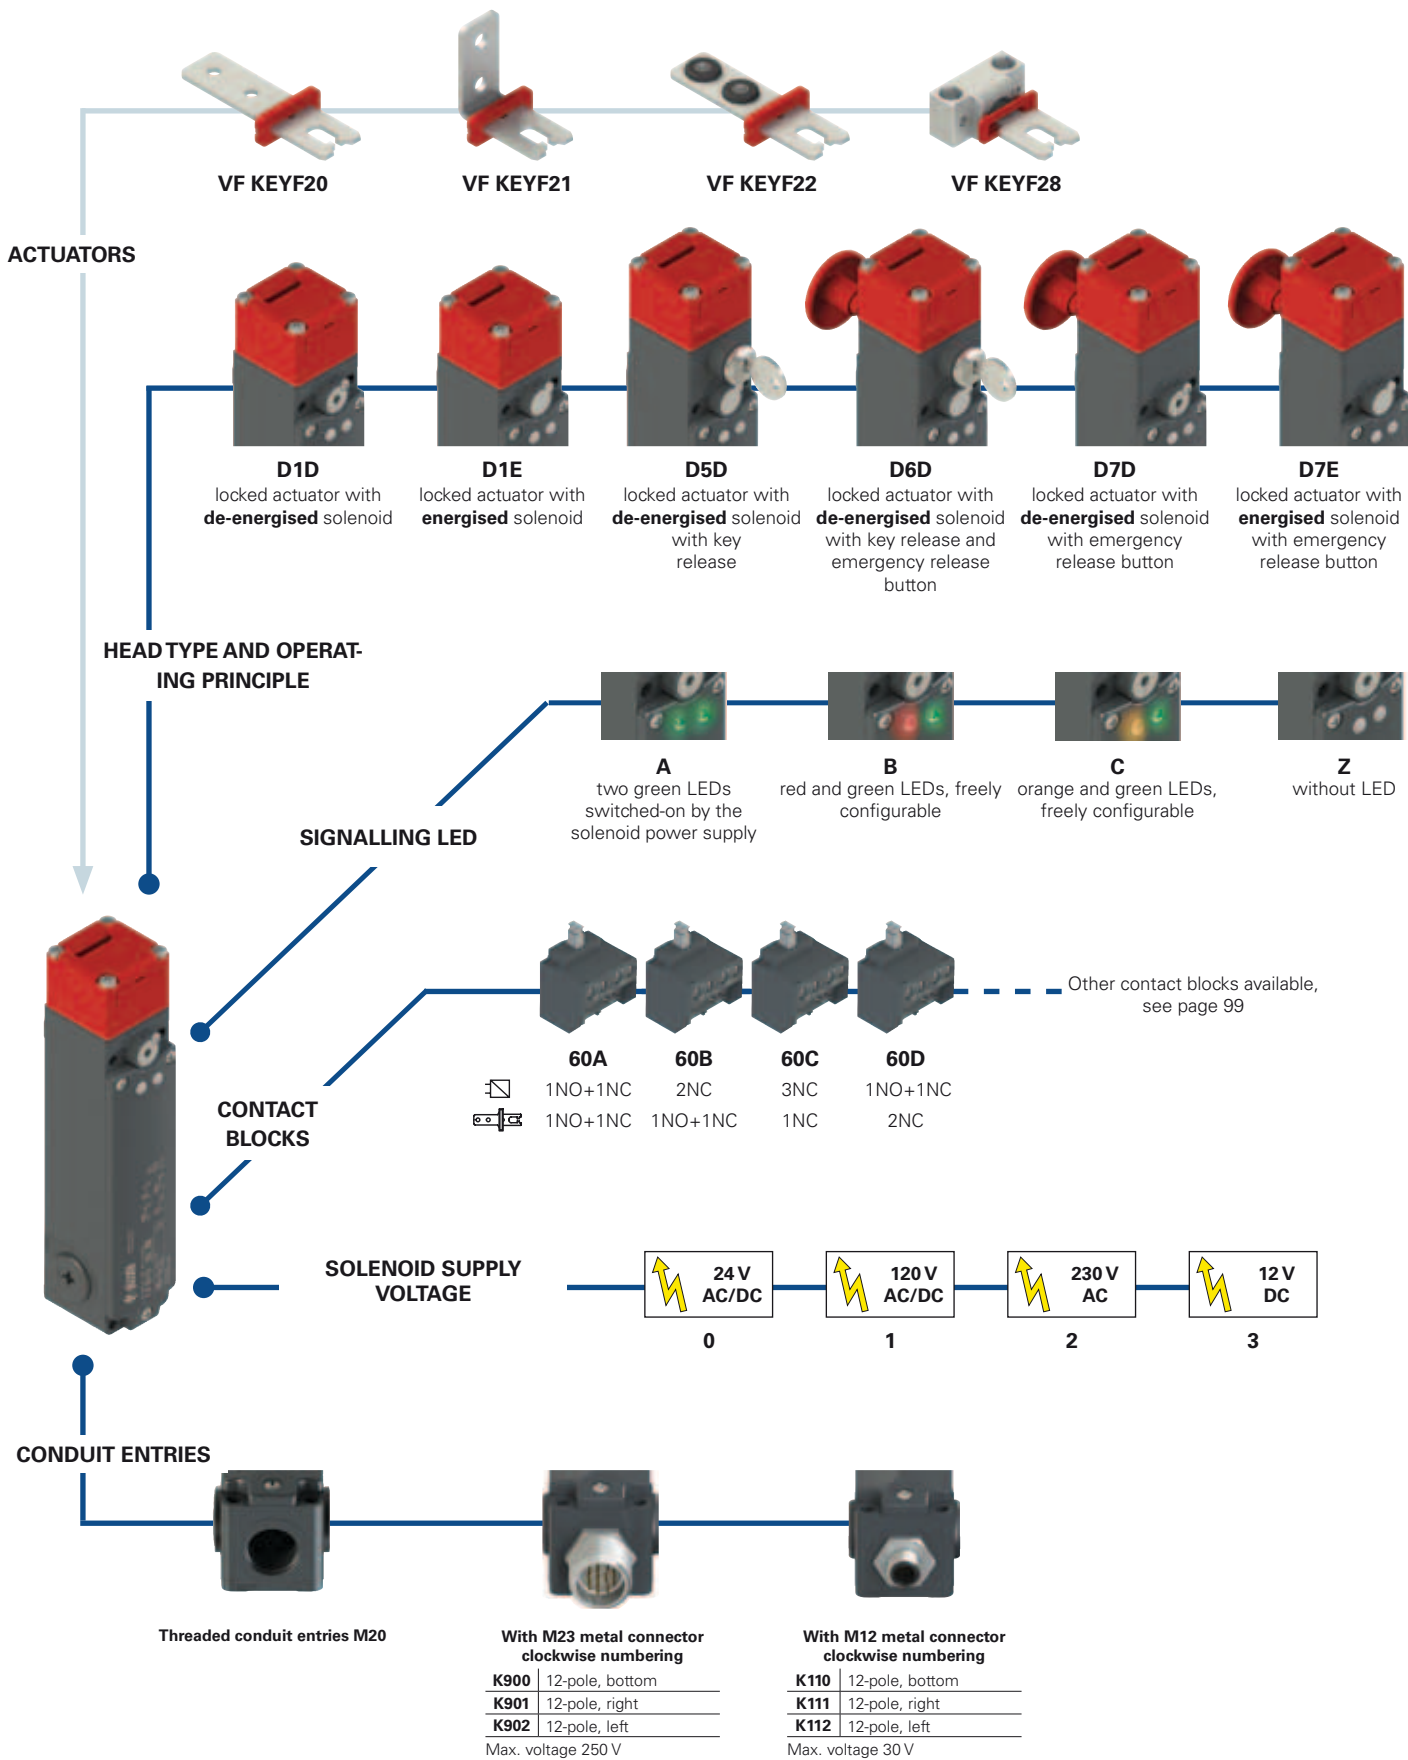 VF KEYF20
VF KEYF21
VF KEYF22
VF KEYF28
ACTUATORS
D1D
locked actuator with
de-energised solenoid
D1E
locked actuator with
energised solenoid
D5D
locked actuator with
de-energised solenoid
with key
release
D6D
locked actuator with
de-energised solenoid
with key release and
emergency release
button
D7D
locked actuator with
de-energised solenoid
with emergency
release button
D7E
locked actuator with
energised solenoid
with emergency
release button
HEAD TYPE AND OPERAT-
ING PRINCIPLE
A
two green LEDs
switched-on by the
solenoid power supply
B
red and green LEDs, freely
configurable
C
orange and green LEDs,
freely configurable
Z
without LED
SIGNALLING LED
Other contact blocks available,
see page 99
60A 60B 60C 60D
1NO+1NC 2NC 3NC 1NO+1NC
1NO+1NC 1NO+1NC 1NC 2NC
CONTACT
BLOCKS
SOLENOID SUPPLY
VOLTAGE
24 V
AC/DC
0
120 V
AC/DC
1
230 V
AC
2
12 V
DC
3
CONDUIT ENTRIES
Threaded conduit entries M20
With M23 metal connector
clockwise numbering
K900 12-pole, bottom
K901 12-pole, right
K902 12-pole, left
Max. voltage 250 V
With M12 metal connector
clockwise numbering
K110 12-pole, bottom
K111 12-pole, right
K112 12-pole, left
Max. voltage 30 V